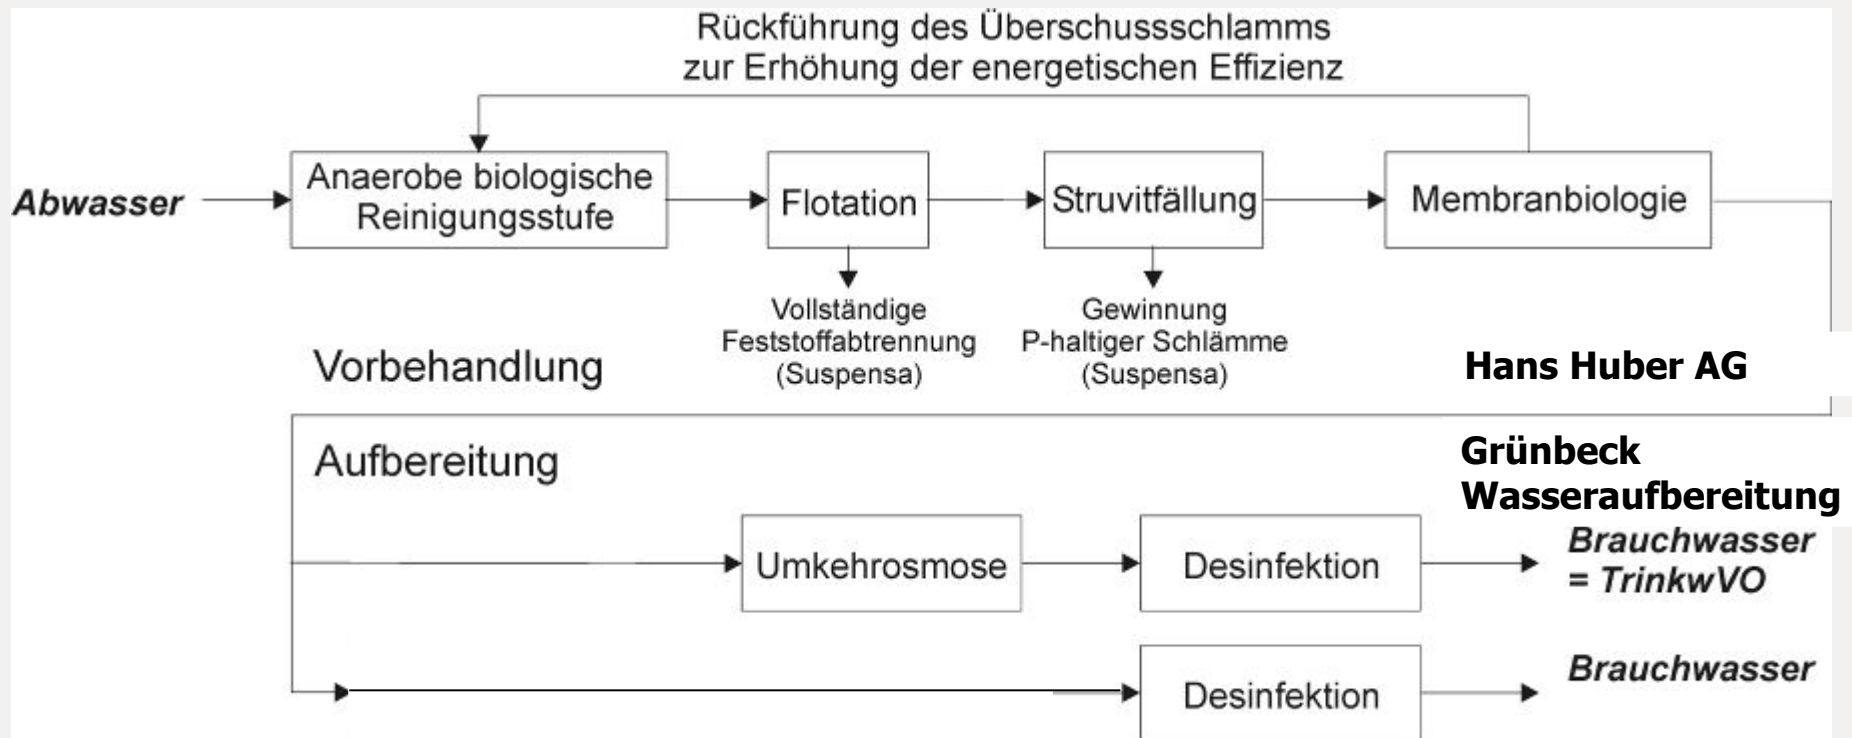 Rückführung des Überschussschlamms
zur Erhöhung der energetischen Effizienz
Abwasser
Anaerobe biologische
Reinigungsstufe
Flotation
Struvitfällung
Membranbiologie
Vollständige
Feststoffabtrennung
(Suspensa)
Gewinnung
P-haltiger Schlämme
(Suspensa)
Vorbehandlung
Hans Huber AG
Aufbereitung
Grünbeck
Wasseraufbereitung
Umkehrosmose
Desinfektion
Brauchwasser
= TrinkwVO
Desinfektion
Brauchwasser